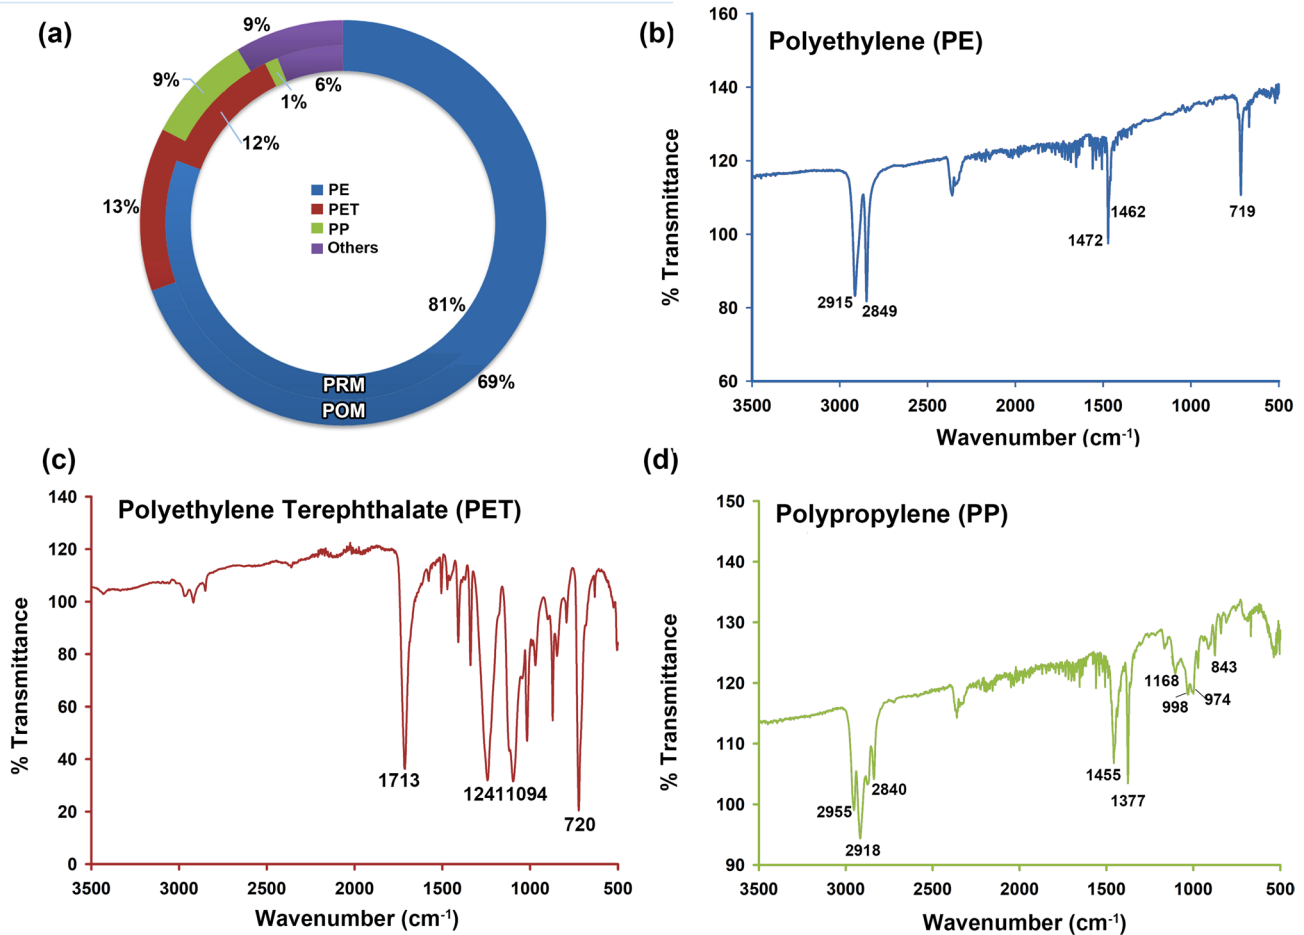 (a)
9%
9%
6%
1%
12%
13%
PE
PET
PP
Others
81%
69%
PRM
POM
(b)
Polyethylene (PE)
% Transmittance
160
140
120
100
80
60
2915
2849
1472
1462
719
3500 3000 2500 2000 1500 1000 500
Wavenumber (cm-1)
(c)
Polyethylene Terephthalate (PET)
% Transmittance
140
120
100
80
60
40
20
0
1713
1241 1094
720
3500 3000 2500 2000 1500 1000 500
Wavenumber (cm-1)
(d)
Polypropylene (PP)
% Transmittance
150
140
130
120
110
100
90
2955
2918
2840
1455
1377
1168
998
974
843
3500 3000 2500 2000 1500 1000 500
Wavenumber (cm-1)